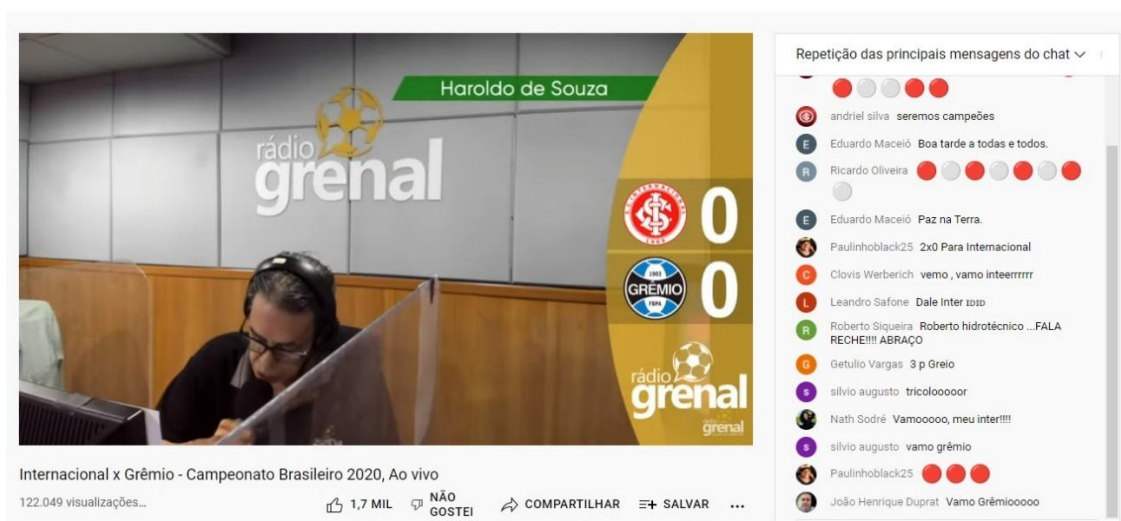 Haroldo de Souza
rádio
grenal
0
GRÊMIO
0
rádio
grenal
grenal
Internacional x Grêmio - Campeonato Brasileiro 2020, Ao vivo
122.049 visualizações...
1,7 MIL
NÃO
GOSTEI
COMPARTILHAR
SALVAR
Repetição das principais mensagens do chat
andriel silva seremos campeões
E Eduardo Maceió Boa tarde a todas e todos.
R Ricardo Oliveira
E Eduardo Maceió Paz na Terra.
Paulinhoblack25 2x0 Para Internacional
C Clovis Werberich vemo , vamo inteerrrrrr
L Leandro Safone Dale Inter IDID
R Roberto Siqueira Roberto hidrotécnico ...FALA
RECHE!!!! ABRAÇO
G Getulio Vargas 3 p Greio
s silvio augusto tricolooooor
Nath Sodré Vamooooo, meu inter!!!!
s silvio augusto vamo grêmio
Paulinhoblack25
João Henrique Duprat Vamo Grêmiooooo